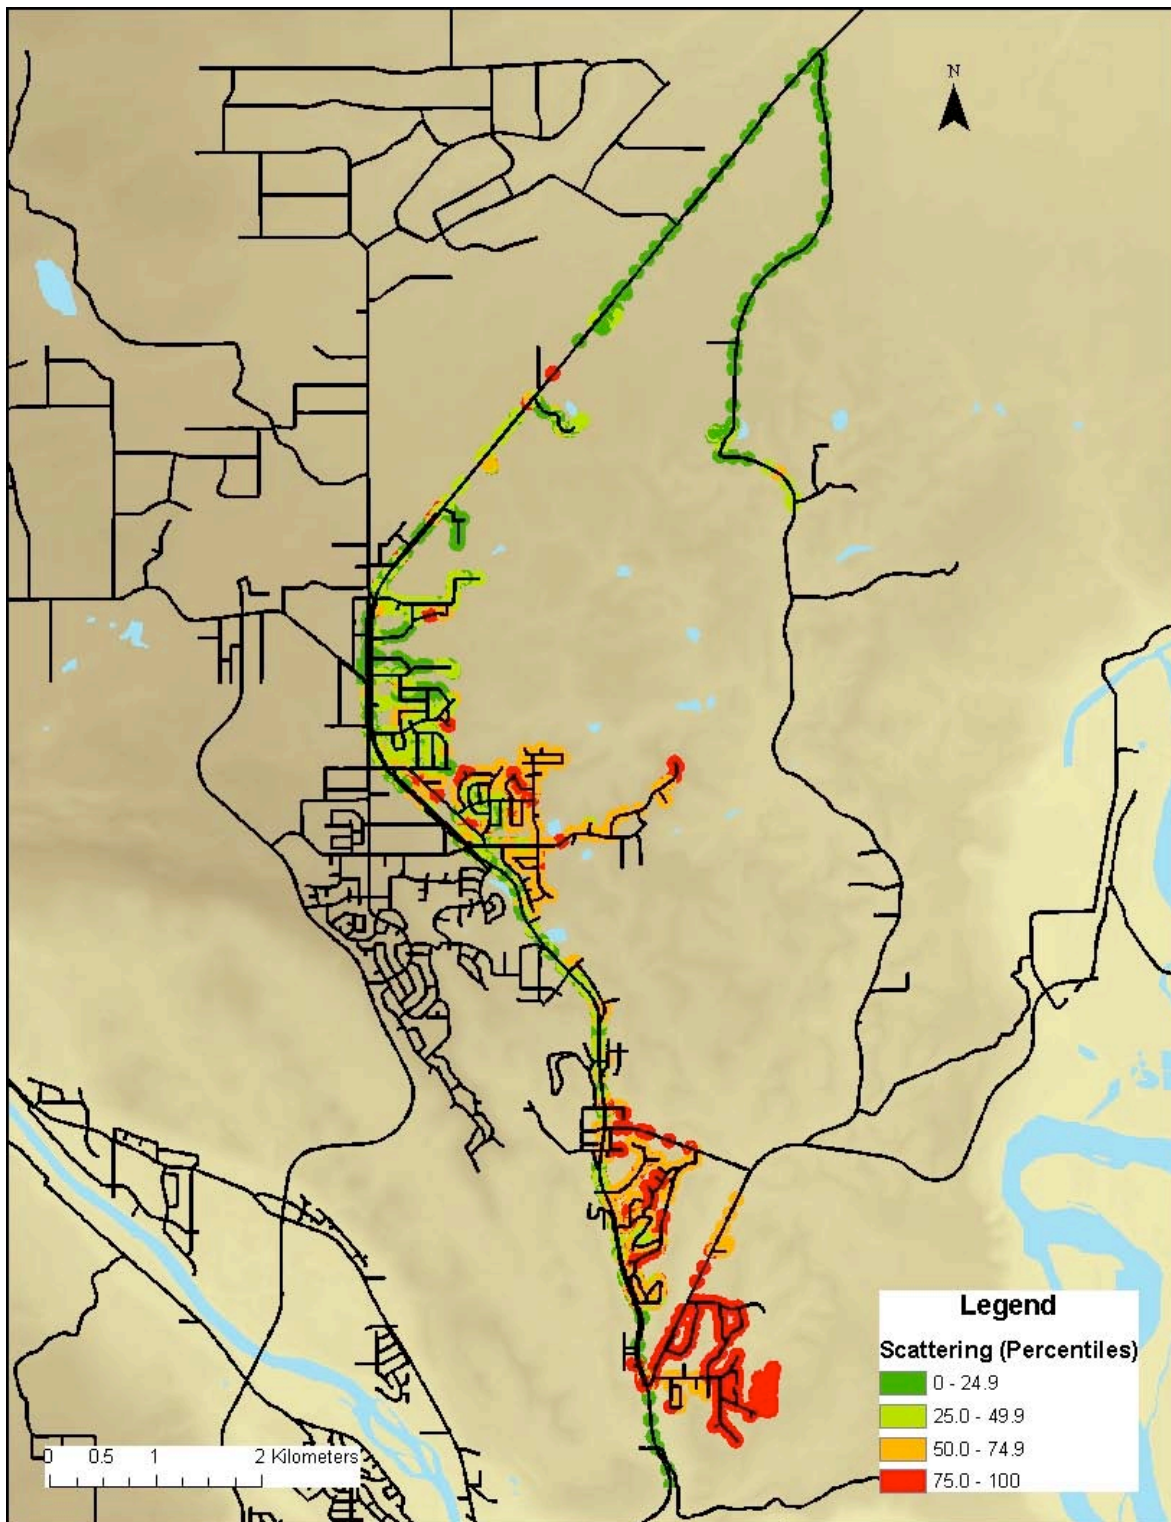 N
Legend
Scattering (Percentiles)
0 - 24.9
25.0 - 49.9
50.0 - 74.9
75.0 - 100
0 0.5 1 2 Kilometers